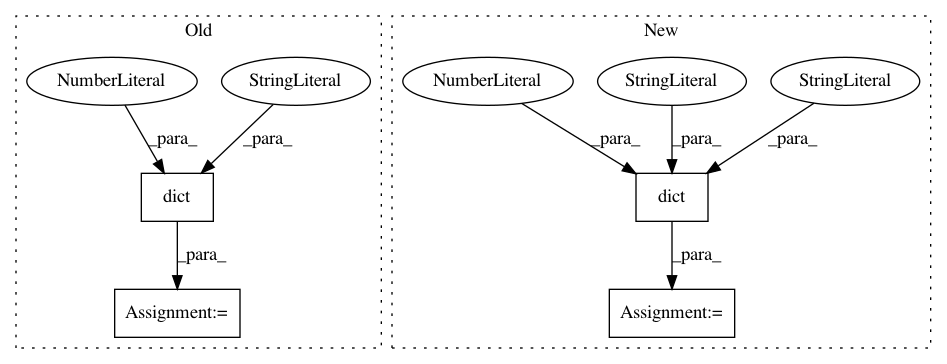 Old
New
NumberLiteral
StringLiteral
NumberLiteral
StringLiteral
StringLiteral
_para_
_para_
_para_
_para_
_para_
dict
dict
_para_
_para_
Assignment:=
Assignment:=